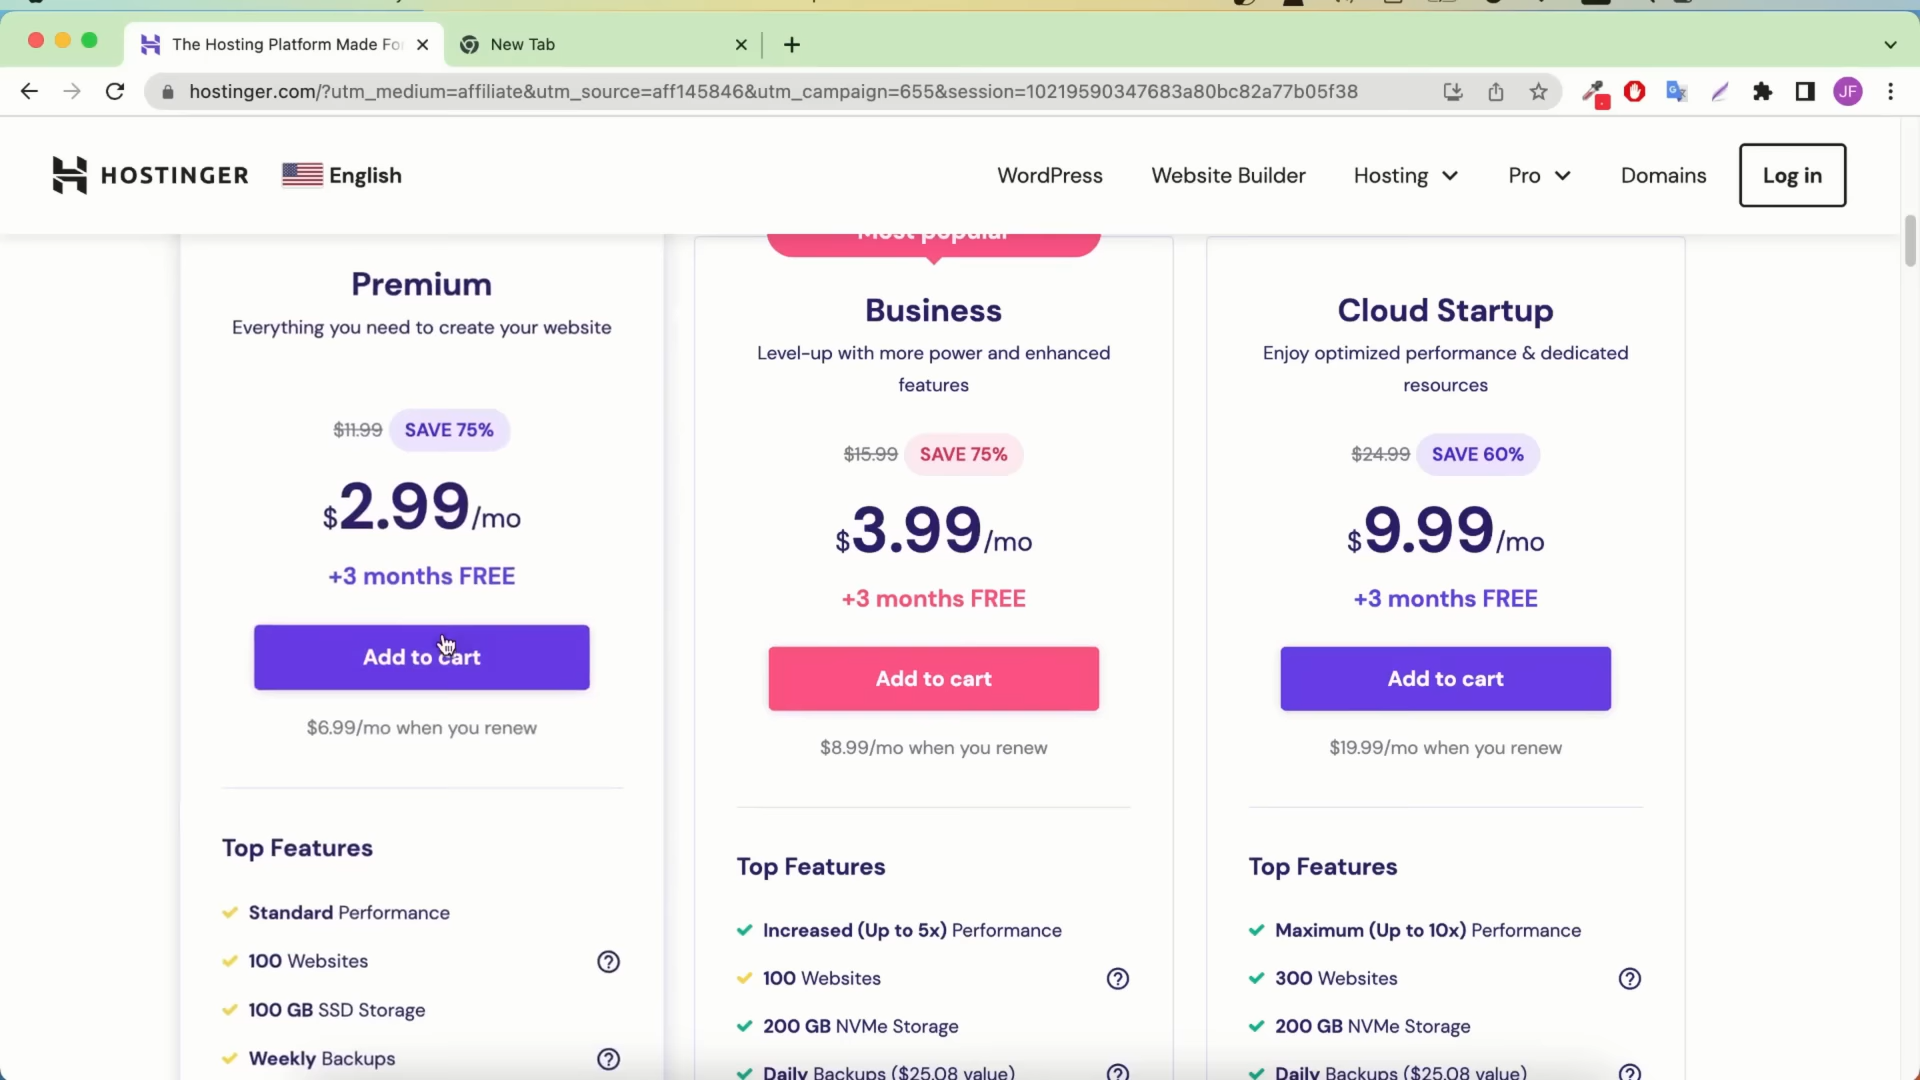 The Hosting Platform Made Fo
New Tab
hostinger.com/?utm_medium=affiliate&utm_source=aff145846&utm_campaign=655&session=10219590347683a80bc82a77b05f38
JF
HOSTINGER
English
WordPress
Website Builder
Hosting
Pro
Domains
Log in
Most popular
Premium
Everything you need to create your website
$11.99 SAVE 75%
$2.99/mo
+3 months FREE
Add to cart
$6.99/mo when you renew
Top Features
Standard Performance
100 Websites
100 GB SSD Storage
Weekly Backups
Business
Level-up with more power and enhanced
features
$15.99 SAVE 75%
$3.99/mo
+3 months FREE
Add to cart
$8.99/mo when you renew
Top Features
Increased (Up to 5x) Performance
100 Websites
200 GB NVMe Storage
Daily Backups ($25.08 value)
Cloud Startup
Enjoy optimized performance & dedicated
resources
$24.99 SAVE 60%
$9.99/mo
+3 months FREE
Add to cart
$19.99/mo when you renew
Top Features
Maximum (Up to 10x) Performance
300 Websites
200 GB NVMe Storage
Daily Backups ($25.08 value)